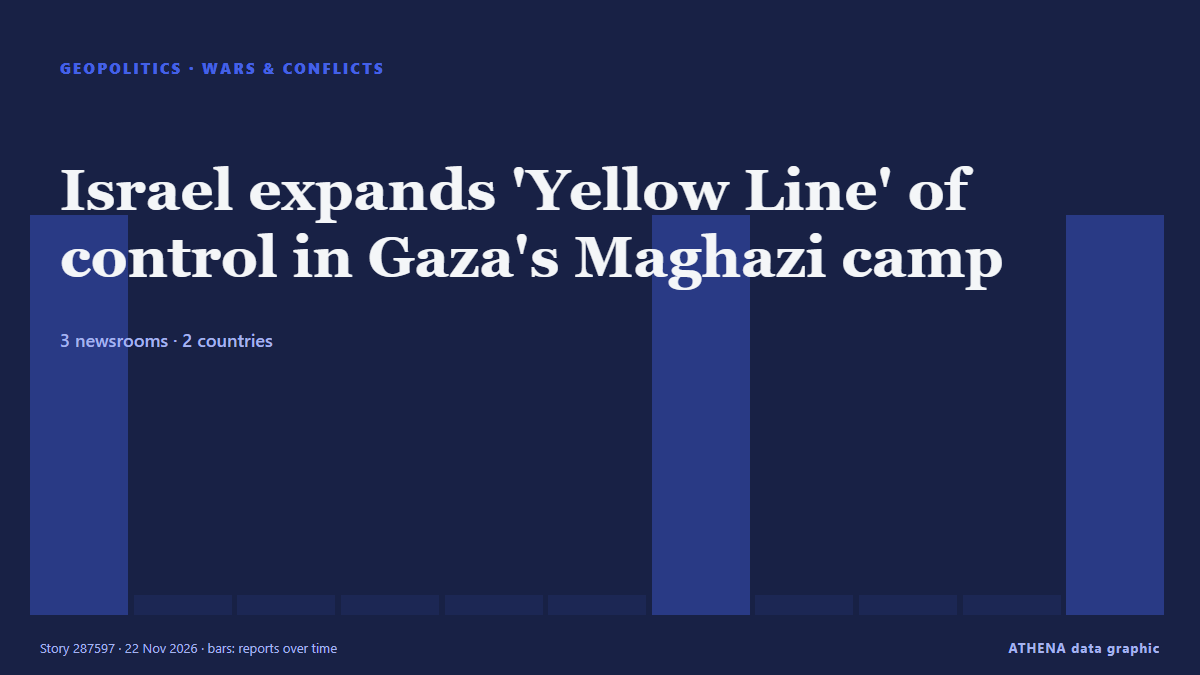 GEOPOLITICS · WARS & CONFLICTS
Israel expands 'Yellow Line' of
control in Gaza's Maghazi camp
3 newsrooms · 2 countries
Story 287597 · 22 Nov 2026 · bars: reports over time
ATHENA data graphic